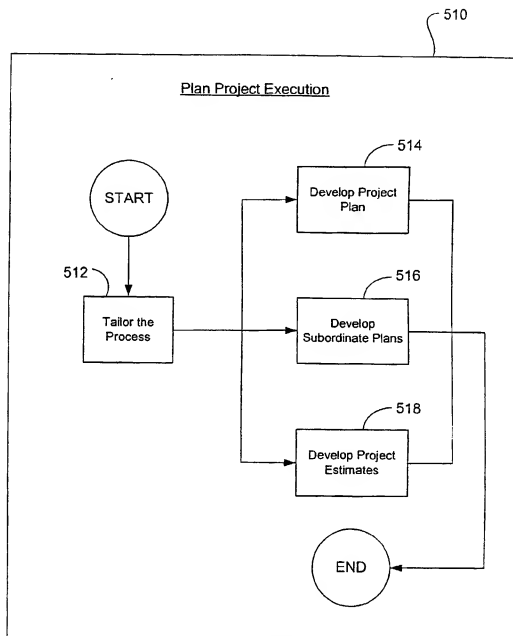 510
Plan Project Execution
START
514
Develop Project
Plan
512
Tailor the
Process
516
Develop
Subordinate Plans
518
Develop Project
Estimates
END